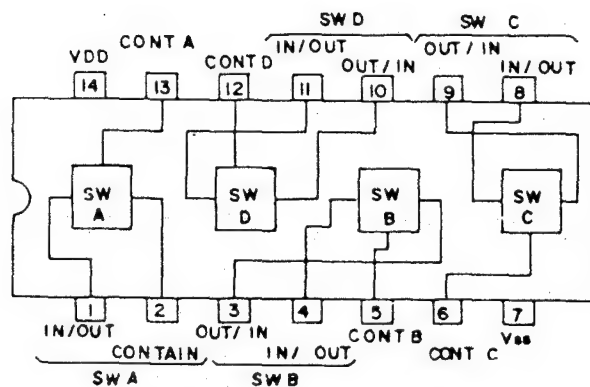 SW D SW C
CONT A IN/OUT OUT/IN
VDD CONT D OUT/IN IN/OUT
14 13 12 11 10 9 8
SW A
SW D
SW B
SW C
1 2 3 4 5 6 7
IN/OUT OUT/IN CONT B Vss
CONTAIN IN/OUT CONT C
SW A SW B